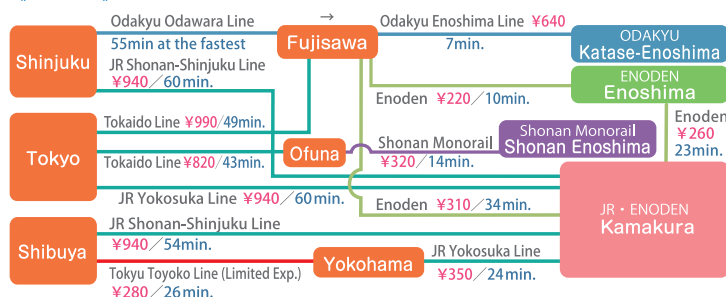 Odakyu Odawara Line
→
Odakyu Enoshima Line ¥640
55min at the fastest
7min.
Shinjuku
Fujisawa
ODAKYU
Katase-Enoshima
JR Shonan-Shinjuku Line
¥940/60min.
ENODEN
Enoshima
Enoden ¥220/10min.
Enoden
¥260
23min.
Tokaido Line ¥990/49min.
Tokyo
Ofuna
Shonan Monorail
¥320/14min.
Shonan Monorail
Shonan Enoshima
Tokaido Line ¥820/43min.
JR Yokosuka Line ¥940/60min.
Enoden ¥310/34min.
JR・ENODEN
Kamakura
Shibuya
JR Shonan-Shinjuku Line
¥940/54min.
Yokohama
JR Yokosuka Line
¥350/24min.
Tokyu Toyoko Line (Limited Exp.)
¥280/26min.